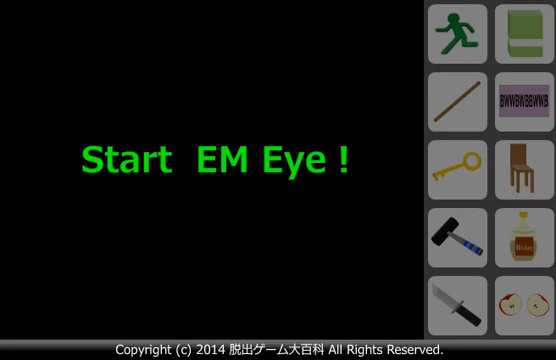 Start EM Eye !
BWWBWBBWWB
Copyright (c) 2014 脱出ゲーム大百科 All Rights Reserved.